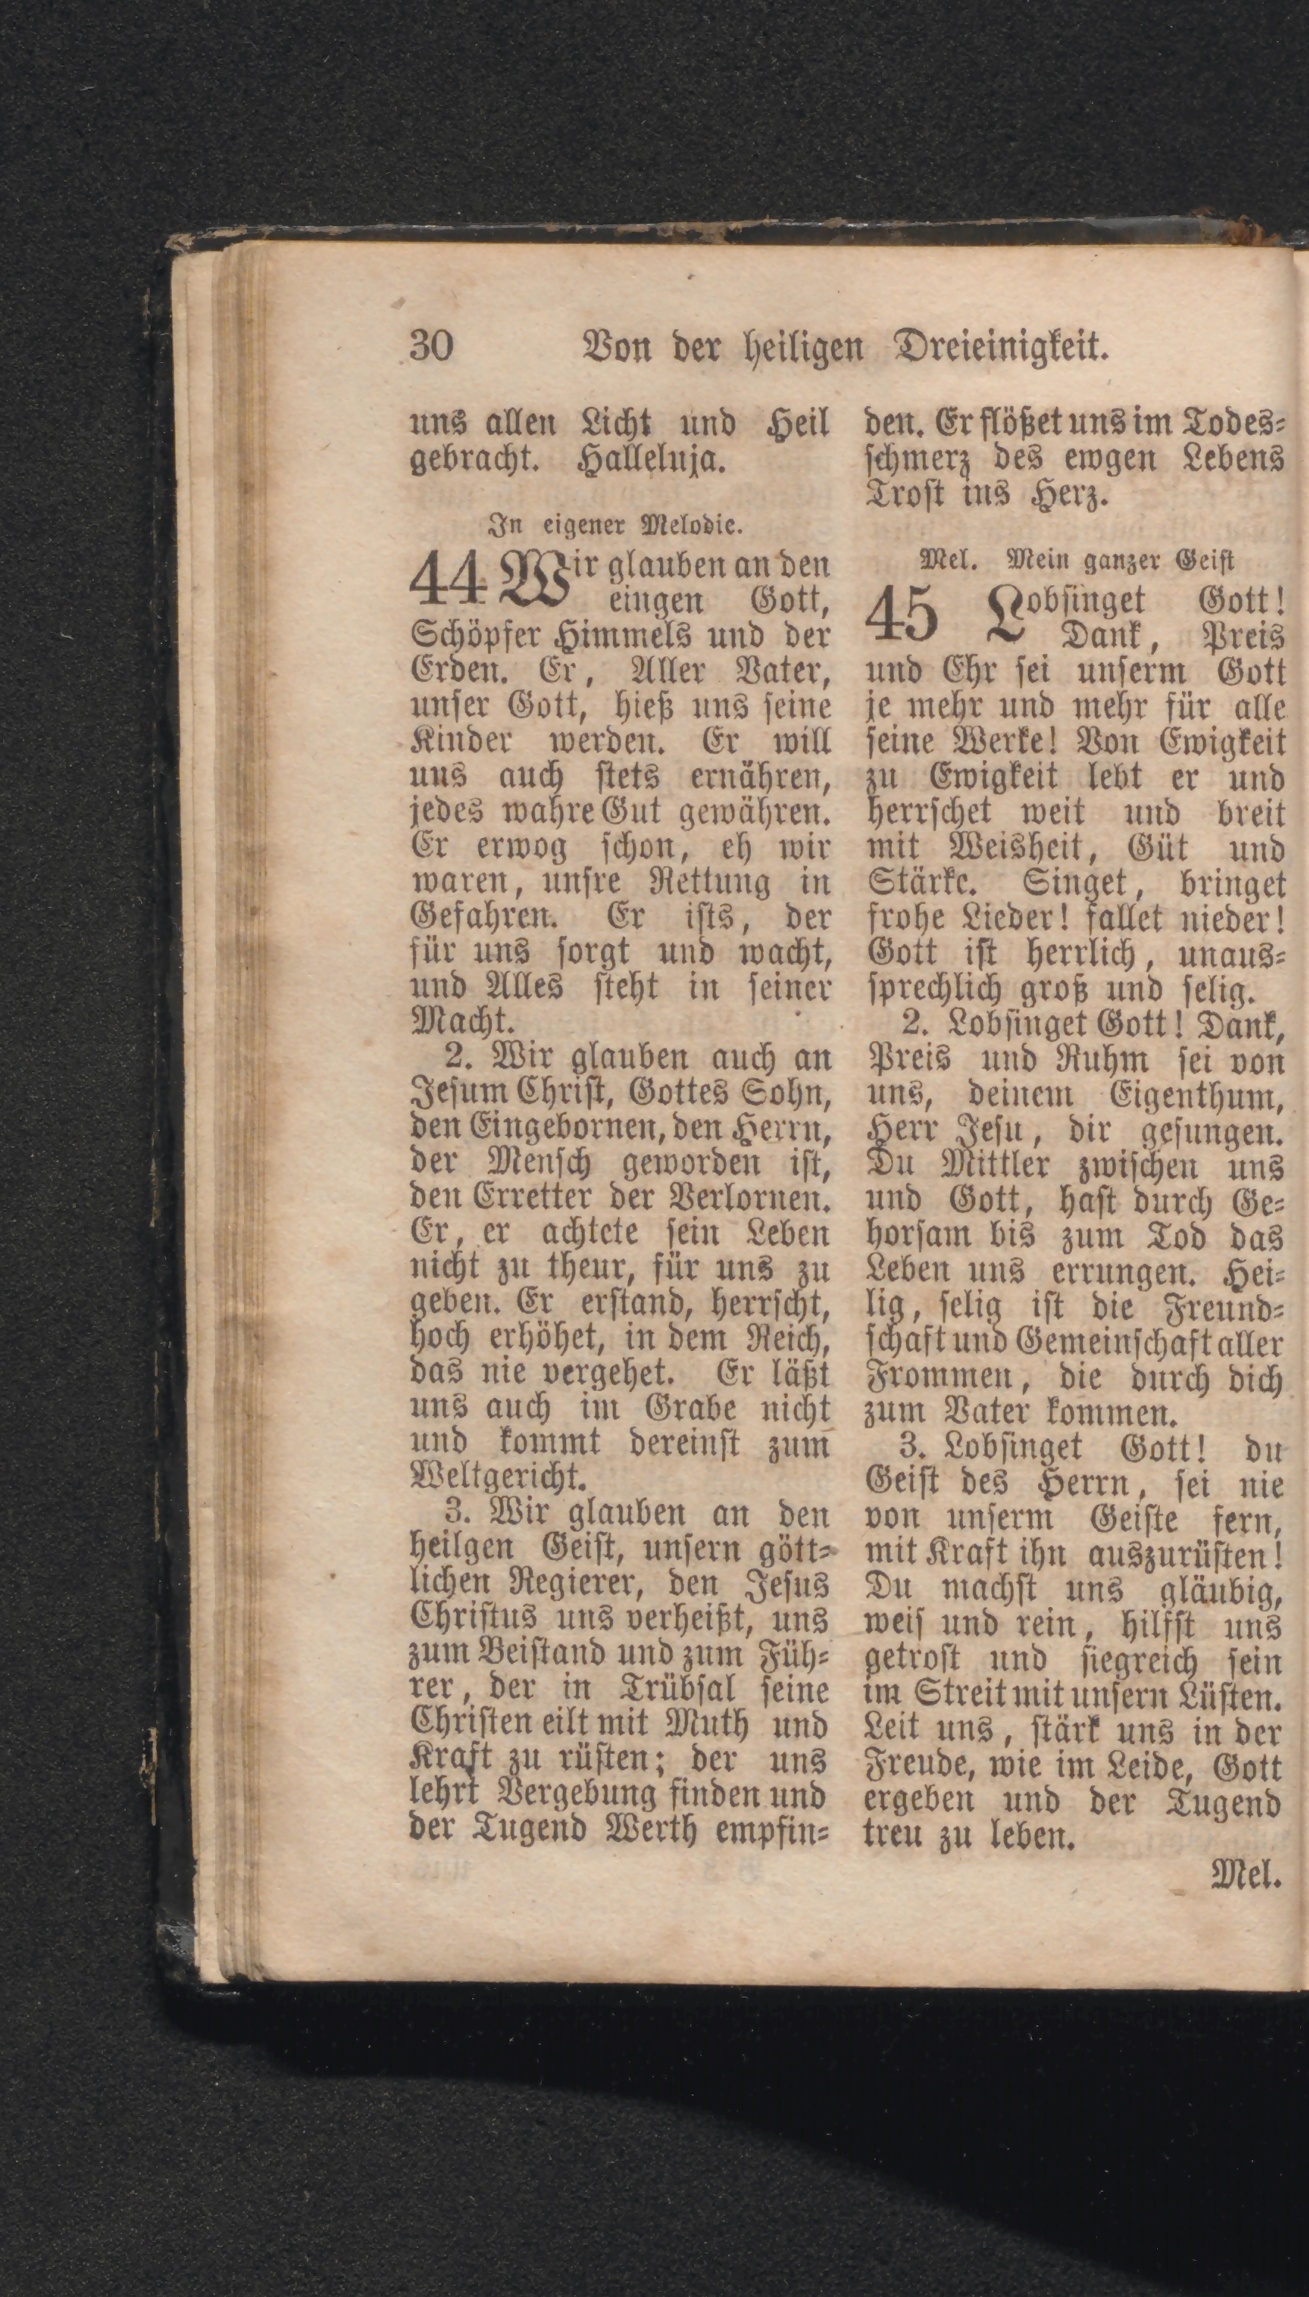 30 Von der heiligen Dreieinigkeit.
uns allen Licht und Heil
gebracht. Halleluja.
In eigener Melodie.
44 Wir glauben an den
eingen Gott,
Schöpfer Himmels und der
Erden. Er, Aller Vater,
unser Gott, hieß uns seine
Kinder werden. Er will
uns auch stets ernähren,
jedes wahre Gut gewähren.
Er erwog schon, eh wir
waren, unsre Rettung in
Gefahren. Er ists, der
für uns sorgt und wacht,
und Alles steht in seiner
Macht.
2. Wir glauben auch an
Jesum Christ, Gottes Sohn,
den Eingebornen, den Herrn,
der Mensch geworden ist,
den Erretter der Verlornen.
Er, er achtete sein Leben
nicht zu theur, für uns zu
geben. Er erstand, herrscht,
hoch erhöhet, in dem Reich,
das nie vergehet. Er läßt
uns auch im Grabe nicht
und kommt dereinst zum
Weltgericht.
3. Wir glauben an den
heilgen Geist, unsern gött-
lichen Regierer, den Jesus
Christus uns verheißt, uns
zum Beistand und zum Füh-
rer, der in Trübsal seine
Christen eilt mit Muth und
Kraft zu rüsten; der uns
lehrt Vergebung finden und
der Tugend Werth empfin-
den. Er flößet uns im Todes-
schmerz des ewgen Lebens
Trost ins Herz.
Mel. Mein ganzer Geist
45 Lobsinget Gott!
Dank, Preis
und Ehr sei unserm Gott
je mehr und mehr für alle
seine Werke! Von Ewigkeit
zu Ewigkeit lebt er und
herrschet weit und breit
mit Weisheit, Güt und
Stärke. Singet, bringet
frohe Lieder! fallet nieder!
Gott ist herrlich, unaus-
sprechlich groß und selig.
2. Lobsinget Gott! Dank,
Preis und Ruhm sei von
uns, deinem Eigenthum,
Herr Jesu, dir gesungen.
Du Mittler zwischen uns
und Gott, hast durch Ge-
horsam bis zum Tod das
Leben uns errungen. Hei-
lig, selig ist die Freund-
schaft und Gemeinschaft aller
Frommen, die durch dich
zum Vater kommen.
3. Lobsinget Gott! du
Geist des Herrn, sei nie
von unserm Geiste fern,
mit Kraft ihn auszurüsten!
Du machst uns gläubig,
weis und rein, hilfst uns
getrost und siegreich sein
im Streit mit unsern Lüsten.
Leit uns, stärk uns in der
Freude, wie im Leide, Gott
ergeben und der Tugend
treu zu leben.
Mel.